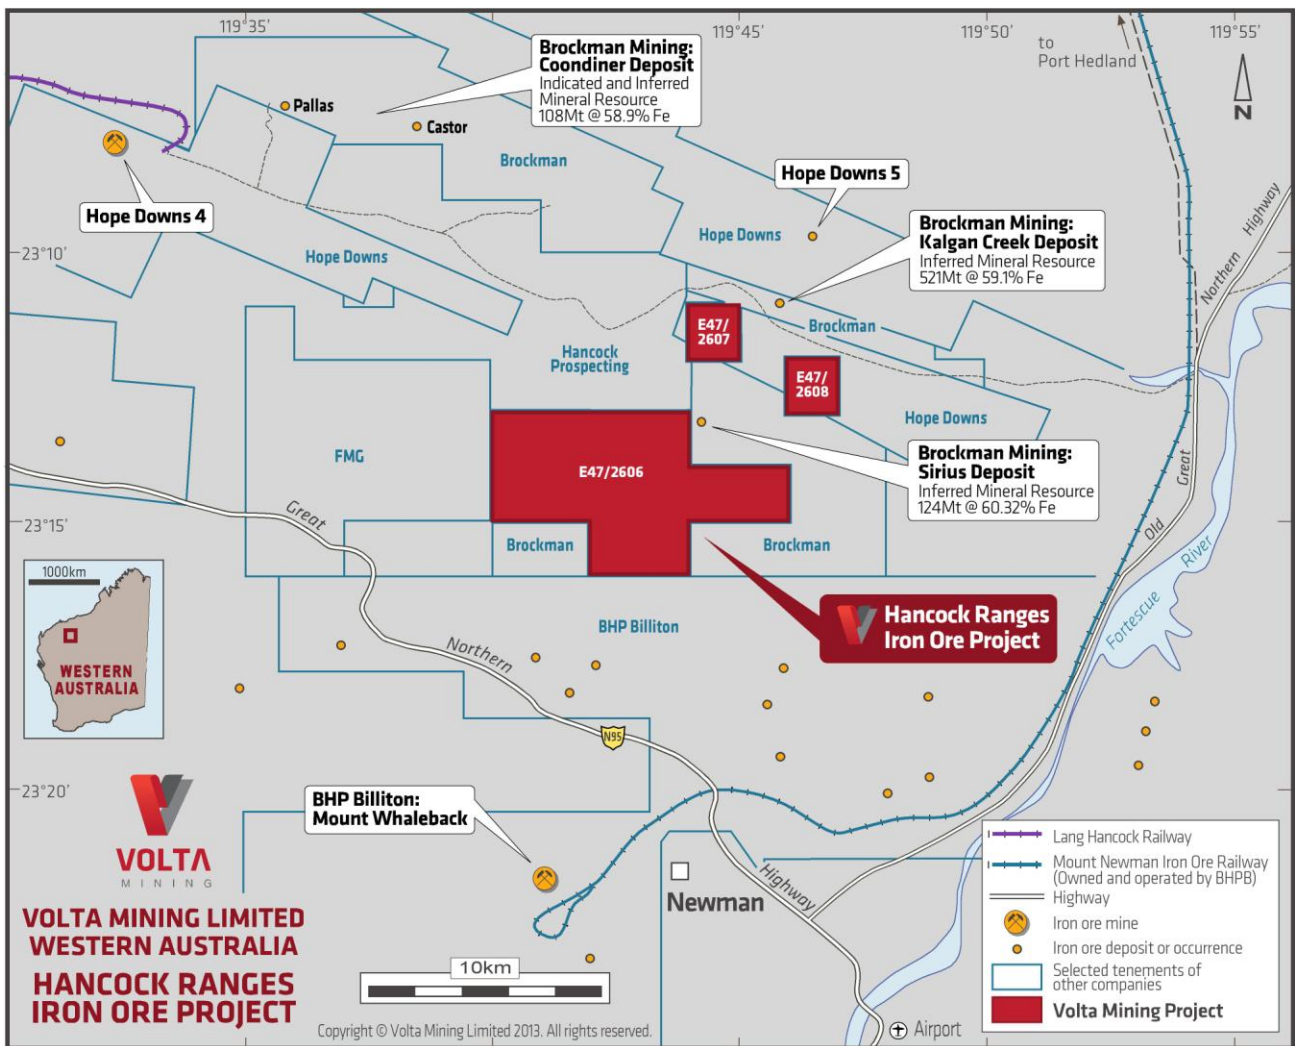 119°35'
119°45'
119°50'
119°55'
to
Port Hedland
N
Brockman Mining:
Coondiner Deposit
Indicated and Inferred
Mineral Resource
108Mt @ 58.9% Fe
Pallas
Castor
Brockman
Hope Downs 4
Hope Downs 5
Hope Downs
Brockman Mining:
Kalgan Creek Deposit
Inferred Mineral Resource
521Mt @ 59.1% Fe
Northern Highway
23°10'
Hope Downs
E47/
2607
Brockman
Hancock
Prospecting
E47/
2608
Hope Downs
FMG
E47/2606
Brockman Mining:
Sirius Deposit
Inferred Mineral Resource
124Mt @ 60.32% Fe
Great
Great
23°15'
Old
Brockman
Brockman
Fortescue River
1000km
WESTERN
AUSTRALIA
Hancock Ranges
Iron Ore Project
BHP Billiton
Northern
N95
23°20'
BHP Billiton:
Mount Whaleback
Highway
Newman
VOLTA
MINING
VOLTA MINING LIMITED
WESTERN AUSTRALIA
HANCOCK RANGES
IRON ORE PROJECT
10km
Copyright © Volta Mining Limited 2013. All rights reserved.
Airport
Lang Hancock Railway
Mount Newman Iron Ore Railway
(Owned and operated by BHPB)
Highway
Iron ore mine
Iron ore deposit or occurrence
Selected tenements of
other companies
Volta Mining Project